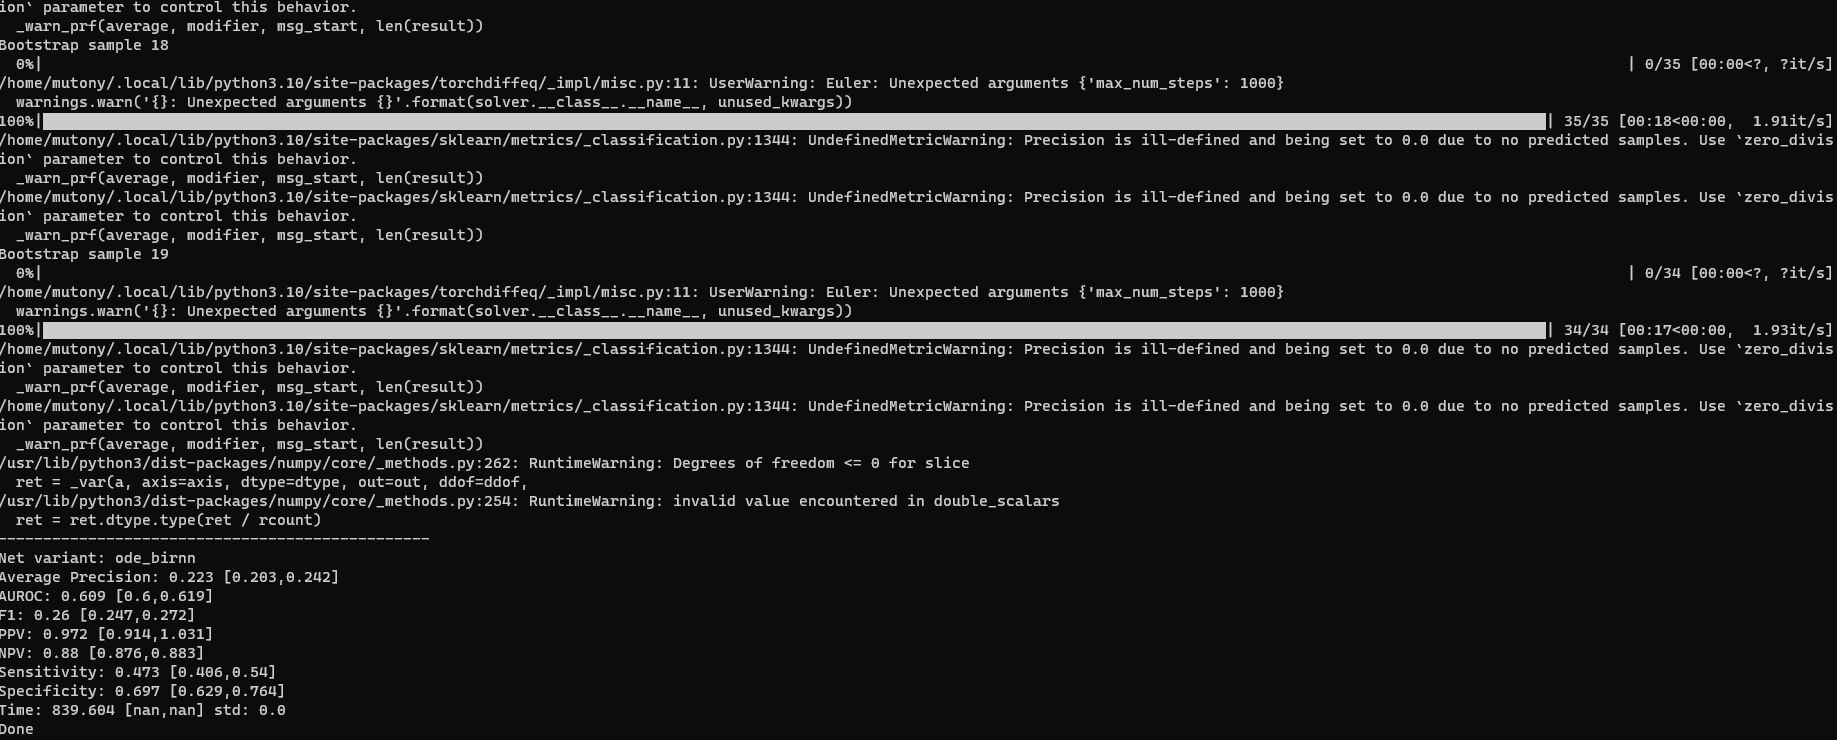 ion` parameter to control this behavior.
  _warn_prf(average, modifier, msg_start, len(result))
Bootstrap sample 18
  0%| | 0/35 [00:00<?, ?it/s]
/home/mutony/.local/lib/python3.10/site-packages/torchdiffeq/_impl/misc.py:11: UserWarning: Euler: Unexpected arguments {'max_num_steps': 1000}
  warnings.warn('{}: Unexpected arguments {}'.format(solver.__class__.__name__, unused_kwargs))
100%| | 35/35 [00:18<00:00,  1.91it/s]
/home/mutony/.local/lib/python3.10/site-packages/sklearn/metrics/_classification.py:1344: UndefinedMetricWarning: Precision is ill-defined and being set to 0.0 due to no predicted samples. Use `zero_divis
ion` parameter to control this behavior.
  _warn_prf(average, modifier, msg_start, len(result))
/home/mutony/.local/lib/python3.10/site-packages/sklearn/metrics/_classification.py:1344: UndefinedMetricWarning: Precision is ill-defined and being set to 0.0 due to no predicted samples. Use `zero_divis
ion` parameter to control this behavior.
  _warn_prf(average, modifier, msg_start, len(result))
Bootstrap sample 19
  0%| | 0/34 [00:00<?, ?it/s]
/home/mutony/.local/lib/python3.10/site-packages/torchdiffeq/_impl/misc.py:11: UserWarning: Euler: Unexpected arguments {'max_num_steps': 1000}
  warnings.warn('{}: Unexpected arguments {}'.format(solver.__class__.__name__, unused_kwargs))
100%| | 34/34 [00:17<00:00,  1.93it/s]
/home/mutony/.local/lib/python3.10/site-packages/sklearn/metrics/_classification.py:1344: UndefinedMetricWarning: Precision is ill-defined and being set to 0.0 due to no predicted samples. Use `zero_divis
ion` parameter to control this behavior.
  _warn_prf(average, modifier, msg_start, len(result))
/home/mutony/.local/lib/python3.10/site-packages/sklearn/metrics/_classification.py:1344: UndefinedMetricWarning: Precision is ill-defined and being set to 0.0 due to no predicted samples. Use `zero_divis
ion` parameter to control this behavior.
  _warn_prf(average, modifier, msg_start, len(result))
/usr/lib/python3/dist-packages/numpy/core/_methods.py:262: RuntimeWarning: Degrees of freedom <= 0 for slice
  ret = _var(a, axis=axis, dtype=dtype, out=out, ddof=ddof,
/usr/lib/python3/dist-packages/numpy/core/_methods.py:254: RuntimeWarning: invalid value encountered in double_scalars
  ret = ret.dtype.type(ret / rcount)
------------------------------------------------
Net variant: ode_birnn
Average Precision: 0.223 [0.203,0.242]
AUROC: 0.609 [0.6,0.619]
F1: 0.26 [0.247,0.272]
PPV: 0.972 [0.914,1.031]
NPV: 0.88 [0.876,0.883]
Sensitivity: 0.473 [0.406,0.54]
Specificity: 0.697 [0.629,0.764]
Time: 839.604 [nan,nan] std: 0.0
Done